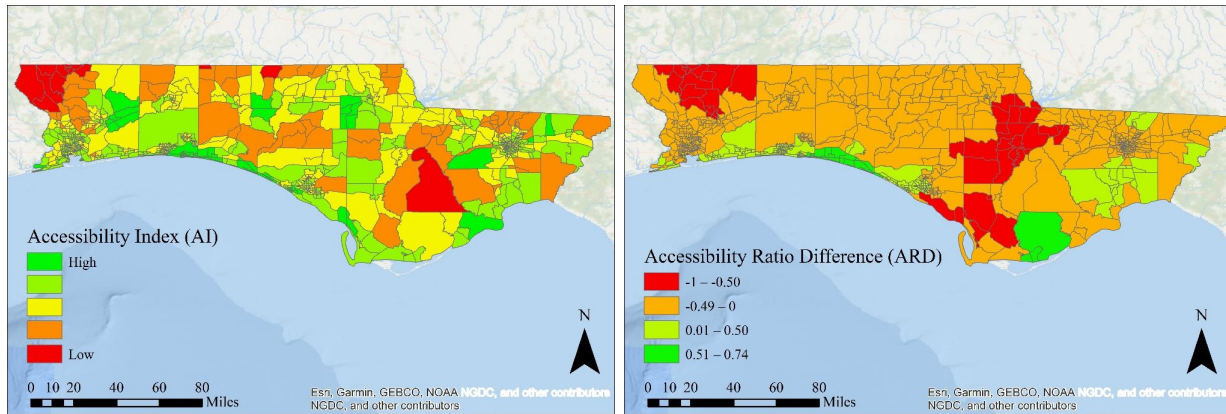 Accessibility Index (AI)
High
Low
0 10 20 40 60 80
Miles
N
Esri, Garmin, GEBCO, NOAA NGDC, and other contributors
NGDC, and other contributors
Accessibility Ratio Difference (ARD)
-1 – -0.50
-0.49 – 0
0.01 – 0.50
0.51 – 0.74
0 10 20 40 60 80
Miles
N
Esri, Garmin, GEBCO, NOAA NGDC, and other contributors
NGDC, and other contributors